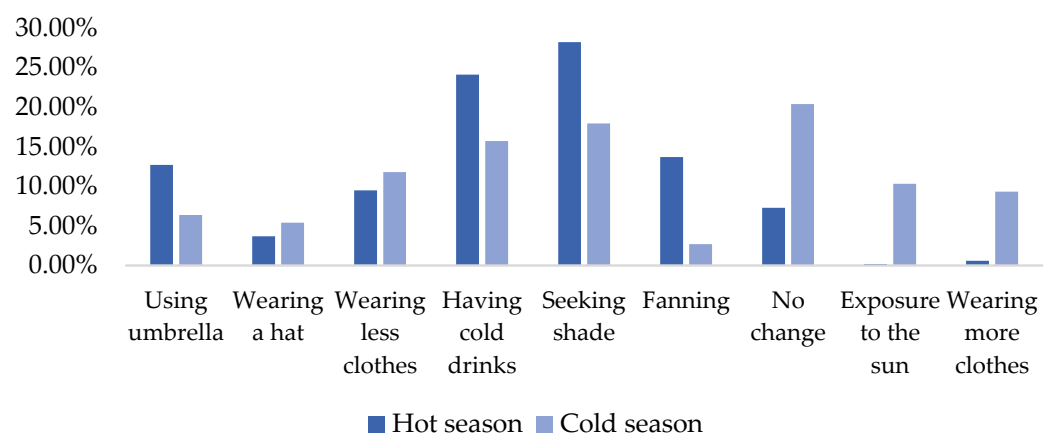 30.00%
25.00%
20.00%
15.00%
10.00%
5.00%
0.00%
Using
umbrella
Wearing
a hat
Wearing
less
clothes
Having
cold
drinks
Seeking
shade
Fanning
No
change
Exposure
to the
sun
Wearing
more
clothes
Hot season
Cold season